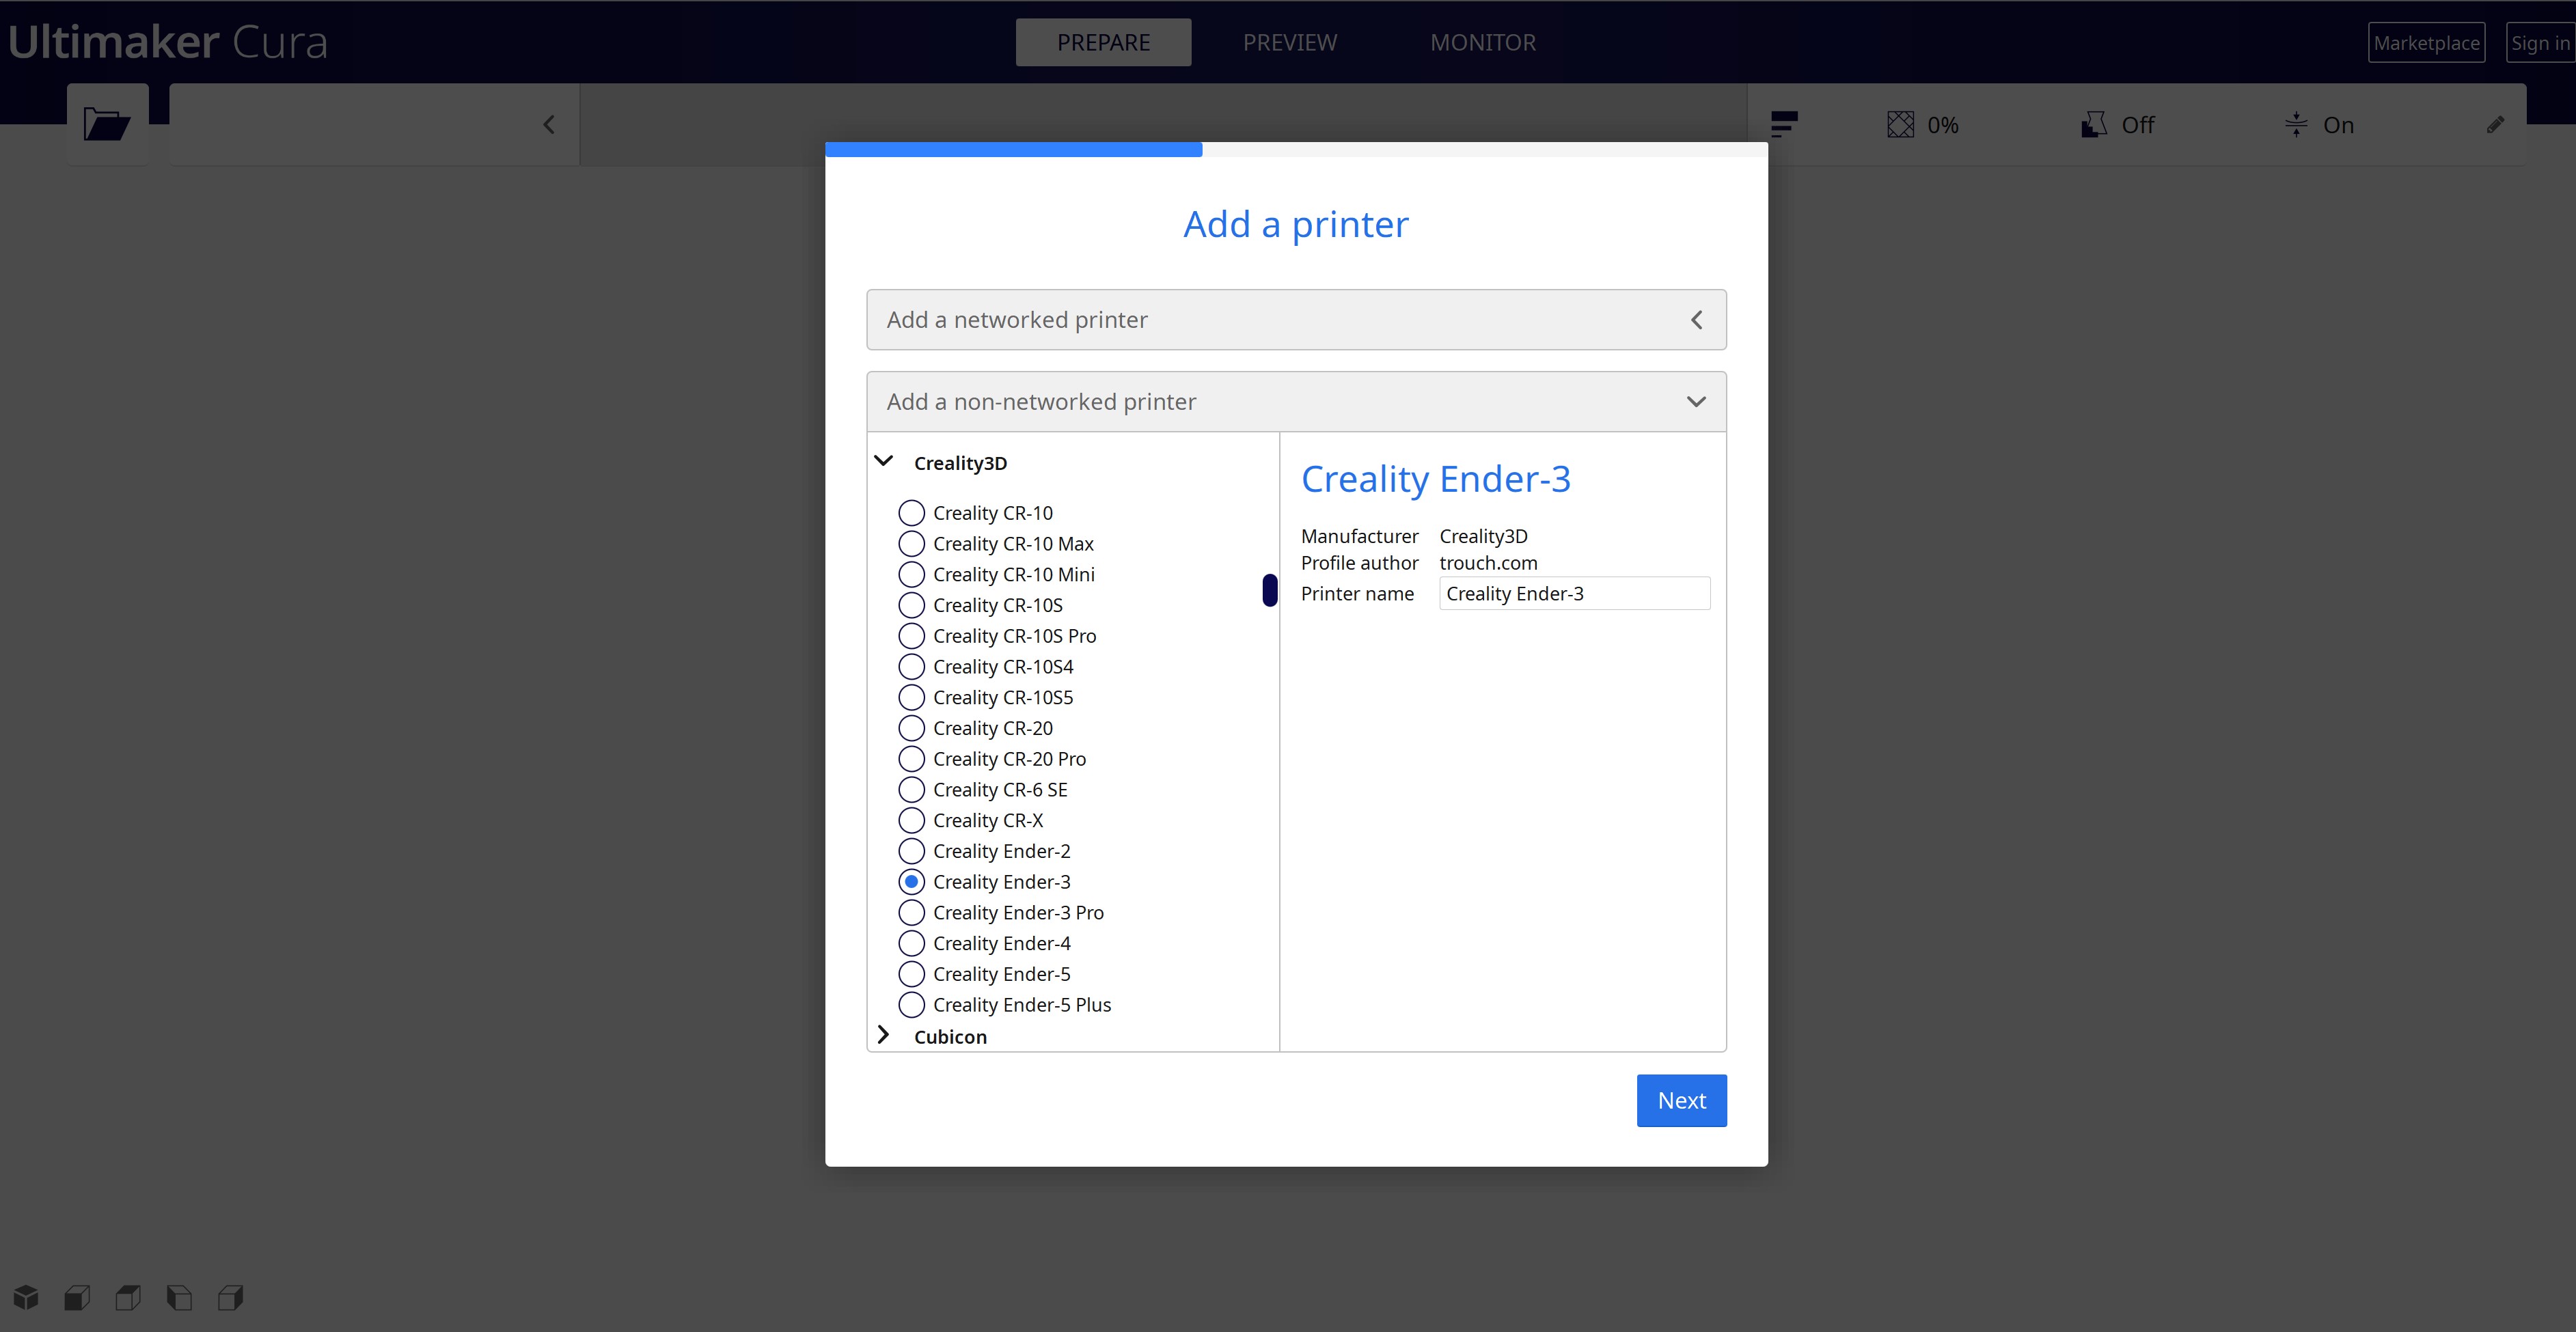 Ultimaker Cura
PREPARE PREVIEW MONITOR
Marketplace Sign in
0% Off On
Add a printer
Add a networked printer
Add a non-networked printer
Creality3D
Creality CR-10
Creality CR-10 Max
Creality CR-10 Mini
Creality CR-10S
Creality CR-10S Pro
Creality CR-10S4
Creality CR-10S5
Creality CR-20
Creality CR-20 Pro
Creality CR-6 SE
Creality CR-X
Creality Ender-2
Creality Ender-3
Creality Ender-3 Pro
Creality Ender-4
Creality Ender-5
Creality Ender-5 Plus
Cubicon
Creality Ender-3
Manufacturer Creality3D
Profile author trouch.com
Printer name Creality Ender-3
Next